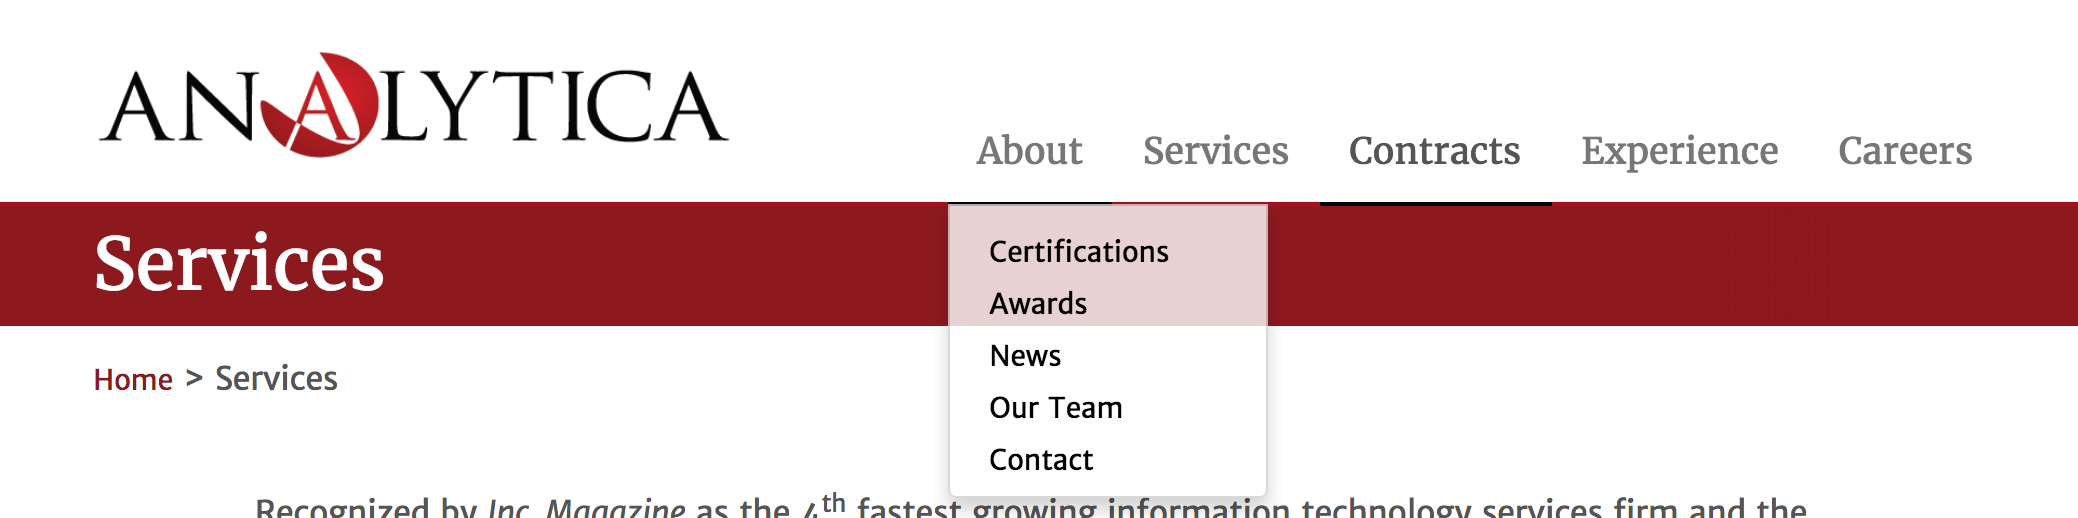 ANALYTICA
About Services Contracts Experience Careers
Services
Certifications
Awards
News
Our Team
Contact
Home > Services
Recognized by Inc. Magazine as the 4th fastest growing information technology services firm and the